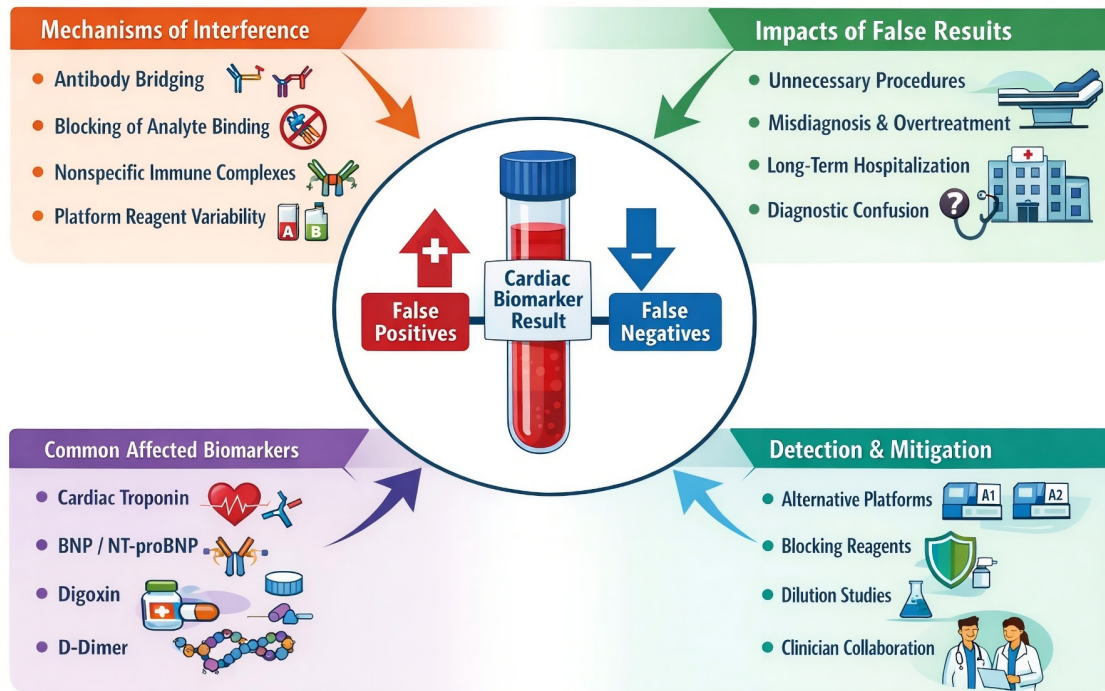 Mechanisms of Interference
Antibody Bridging
Blocking of Analyte Binding
Nonspecific Immune Complexes
Platform Reagent Variability
A B
Impacts of False Results
Unnecessary Procedures
Misdiagnosis & Overtreatment
Long-Term Hospitalization
Diagnostic Confusion
?
+
-
False
Positives
Cardiac
Biomarker
Result
False
Negatives
Common Affected Biomarkers
Cardiac Troponin
BNP / NT-proBNP
Digoxin
D-Dimer
Detection & Mitigation
Alternative Platforms
A1 A2
Blocking Reagents
Dilution Studies
Clinician Collaboration